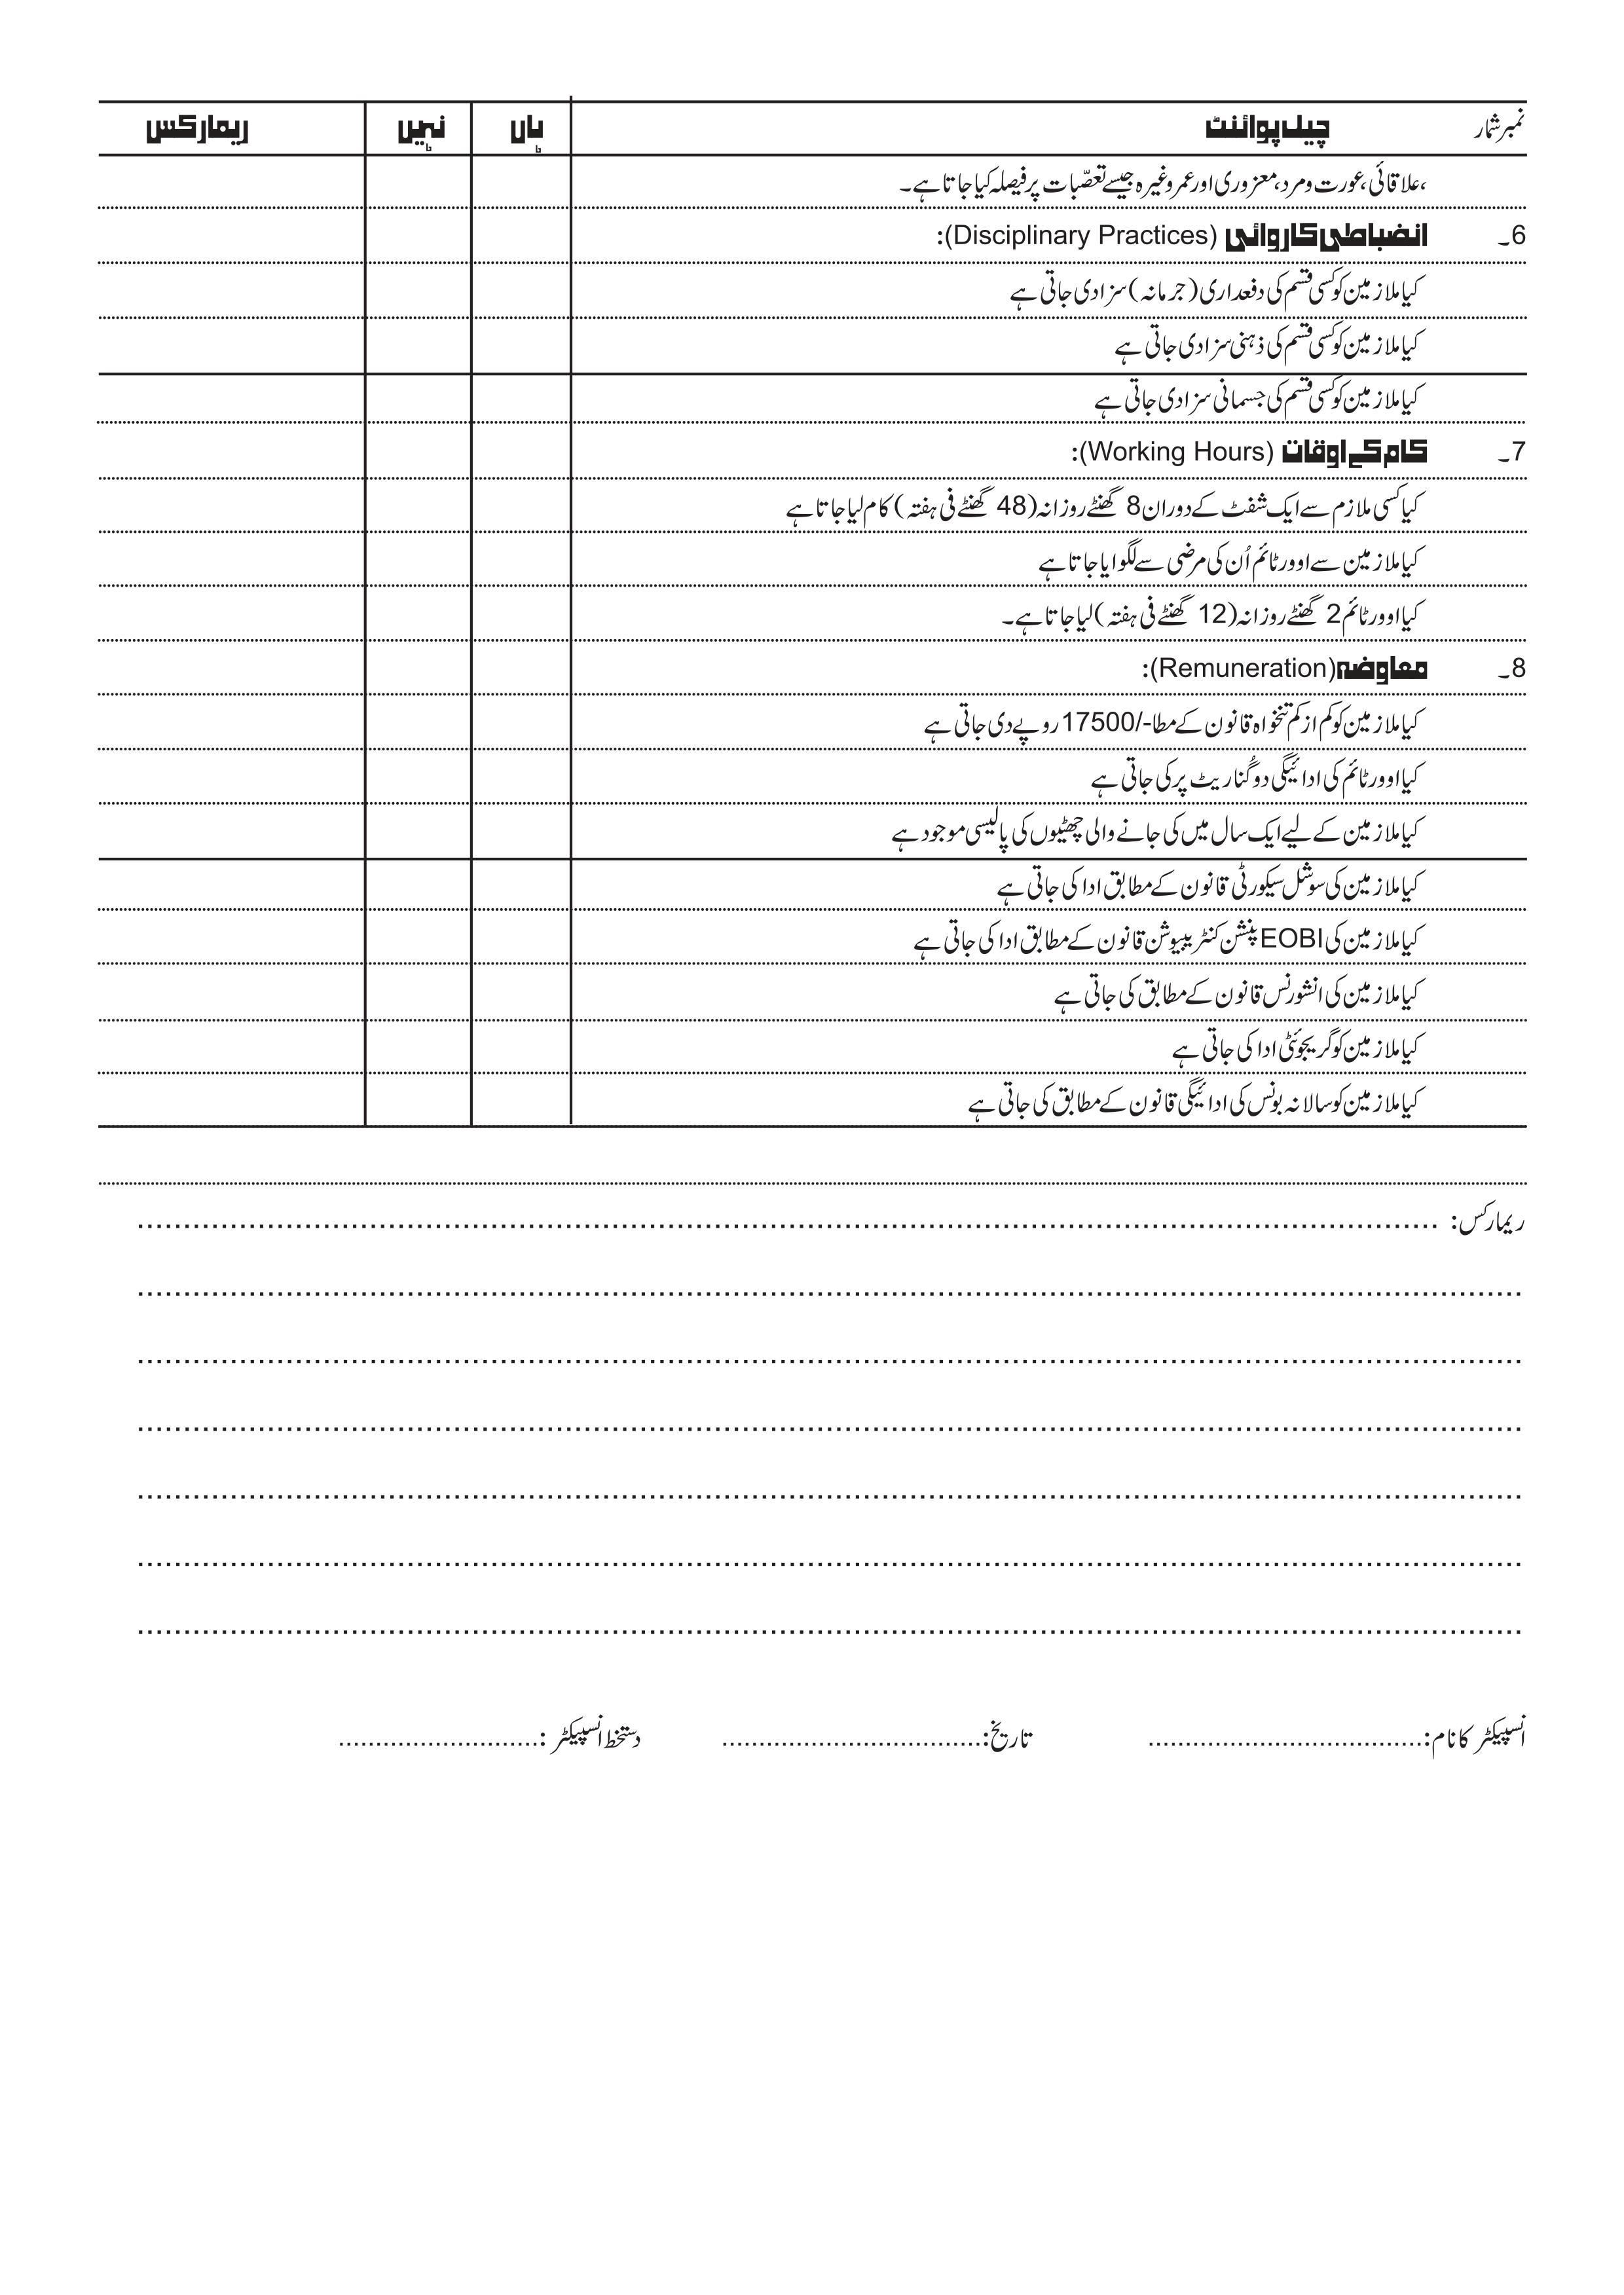 نمبر شمار چیک پوائنٹ ہاں نہیں ریمارکس
،علاقائی،عورت و مرد،معزوری اور عمر وغیرہ جیسے تعصّبات پر فیصلہ کیا جاتا ہے۔
6۔ انضباطی کاروائی (Disciplinary Practices):
کیا ملازمین کو کسی قسم کی دفعداری (جرمانہ) سزا دی جاتی ہے
کیا ملازمین کو کسی قسم کی ذہنی سزا دی جاتی ہے
کیا ملازمین کو کسی قسم کی جسمانی سزا دی جاتی ہے
7۔ کام کے اوقات (Working Hours):
کیا کسی ملازم سے ایک شفٹ کے دوران 8 گھنٹے روزانہ (48 گھنٹے فی ہفتہ) کام لیا جاتا ہے
کیا ملازمین سے اوور ٹائم اُن کی مرضی سے لگوایا جاتا ہے
کیا اوور ٹائم 2 گھنٹے روزانہ (12 گھنٹے فی ہفتہ) لیا جاتا ہے۔
8۔ معاوضہ (Remuneration):
کیا ملازمین کو کم از کم تنخواہ قانون کے مطا-/17500 روپے دی جاتی ہے
کیا اوور ٹائم کی ادائیگی دوگُنا ریٹ پر کی جاتی ہے
کیا ملازمین کے لیے ایک سال میں کی جانے والی چھٹیوں کی پالیسی موجود ہے
کیا ملازمین کی سوشل سیکورٹی قانون کے مطابق ادا کی جاتی ہے
کیا ملازمین کی EOBI پنشن کنٹریبیوشن قانون کے مطابق ادا کی جاتی ہے
کیا ملازمین کی انشورنس قانون کے مطابق کی جاتی ہے
کیا ملازمین کو گریجوئٹی ادا کی جاتی ہے
کیا ملازمین کو سالانہ بونس کی ادائیگی قانون کے مطابق کی جاتی ہے
ریمارکس:
انسپیکٹر کا نام: تاریخ: دستخط انسپیکٹر: